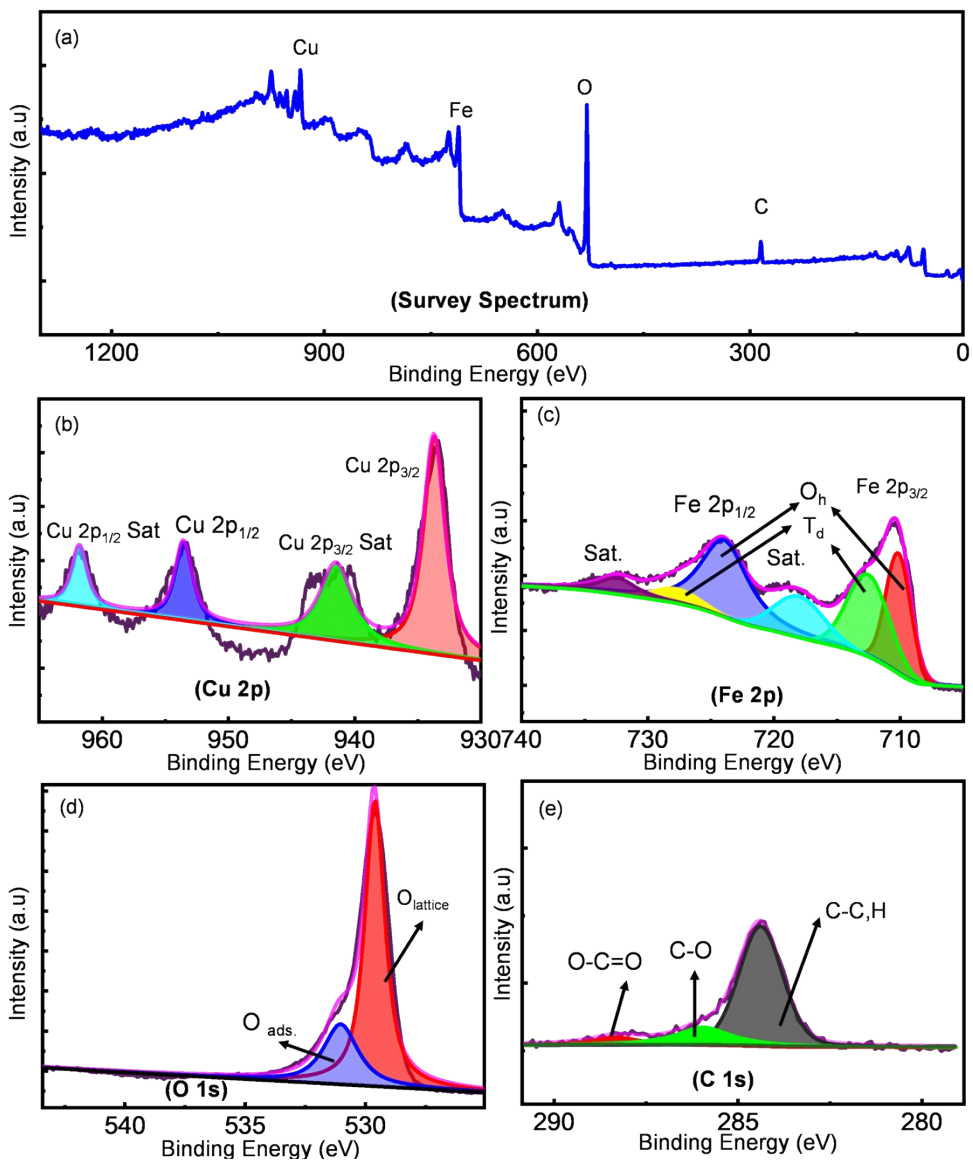 (a)
Cu
Fe
O
C
Intensity (a.u)
(Survey Spectrum)
1200 900 600 300 0
Binding Energy (eV)
(b)
Cu 2p3/2
Cu 2p1/2 Sat
Cu 2p1/2
Cu 2p3/2 Sat
Intensity (a.u)
(Cu 2p)
960 950 940 930
Binding Energy (eV)
(c)
Oh
Fe 2p3/2
Fe 2p1/2
Td
Sat.
Sat.
Intensity (a.u)
(Fe 2p)
740 730 720 710
Binding Energy (eV)
(d)
Olattice
O ads.
Intensity (a.u)
(O 1s)
540 535 530
Binding Energy (eV)
(e)
C-C,H
C-O
O-C=O
Intensity (a.u)
(C 1s)
290 285 280
Binding Energy (eV)